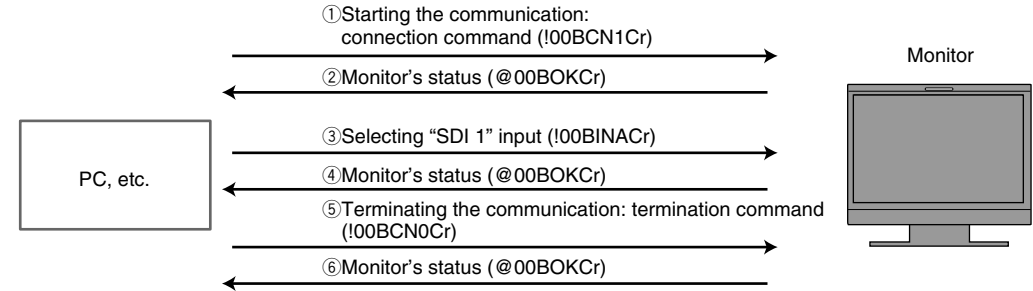 ①Starting the communication:
connection command (!00BCN1Cr)
Monitor
②Monitor's status (@00BOKCr)
③Selecting “SDI 1” input (!00BINACr)
PC, etc.
④Monitor's status (@00BOKCr)
⑤Terminating the communication: termination command
(!00BCN0Cr)
⑥Monitor's status (@00BOKCr)